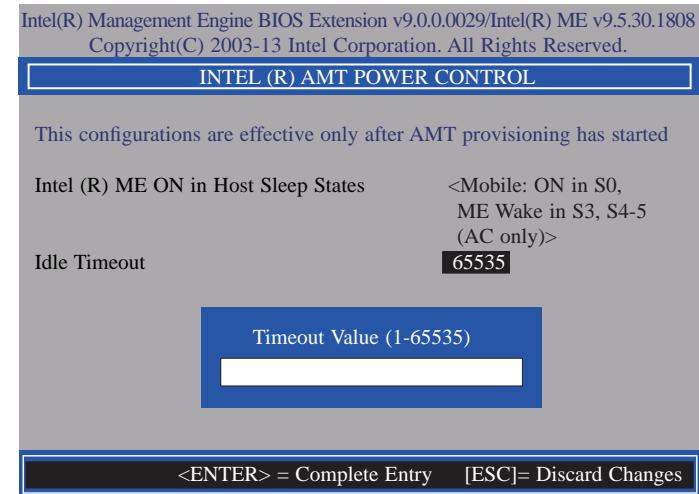 Intel(R) Management Engine BIOS Extension v9.0.0.0029/Intel(R) ME v9.5.30.1808
Copyright(C) 2003-13 Intel Corporation. All Rights Reserved.
INTEL (R) AMT POWER CONTROL
This configurations are effective only after AMT provisioning has started
Intel (R) ME ON in Host Sleep States <Mobile: ON in S0,
ME Wake in S3, S4-5
(AC only)>
Idle Timeout 65535
Timeout Value (1-65535)
<ENTER> = Complete Entry [ESC]= Discard Changes